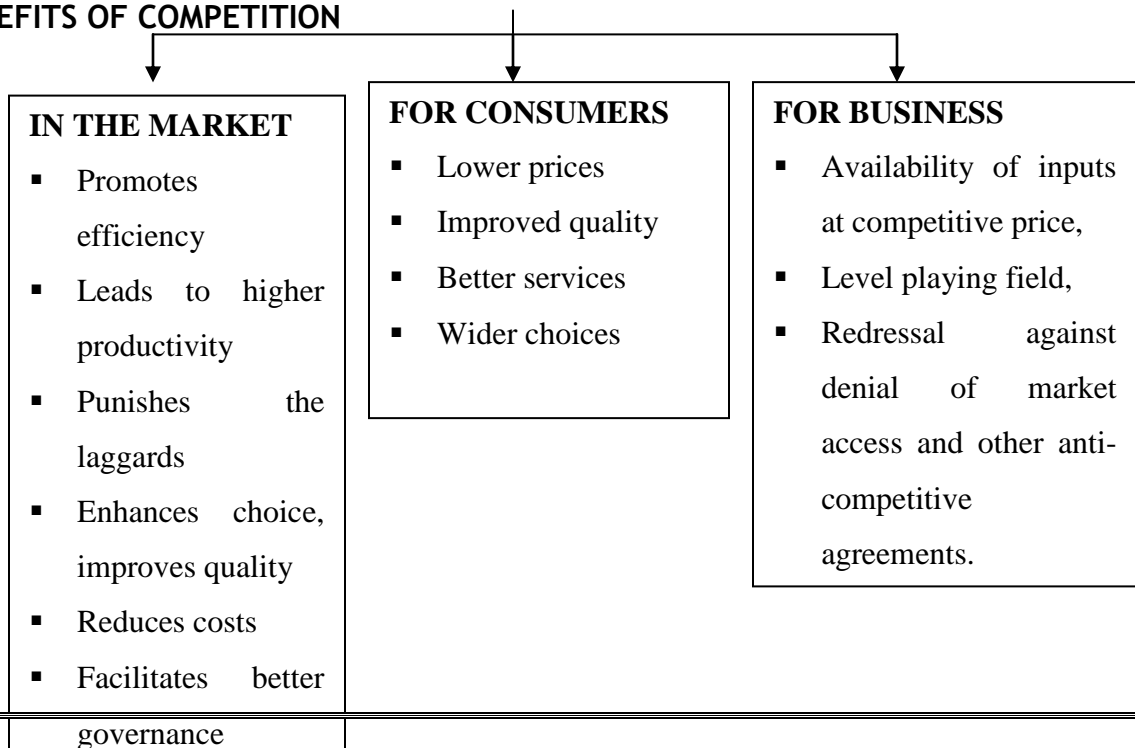 EFITS OF COMPETITION
IN THE MARKET
▪ Promotes
efficiency
▪ Leads to higher
productivity
▪ Punishes the
laggards
▪ Enhances choice,
improves quality
▪ Reduces costs
▪ Facilitates better
governance
FOR CONSUMERS
▪ Lower prices
▪ Improved quality
▪ Better services
▪ Wider choices
FOR BUSINESS
▪ Availability of inputs
at competitive price,
▪ Level playing field,
▪ Redressal against
denial of market
access and other anti-
competitive
agreements.